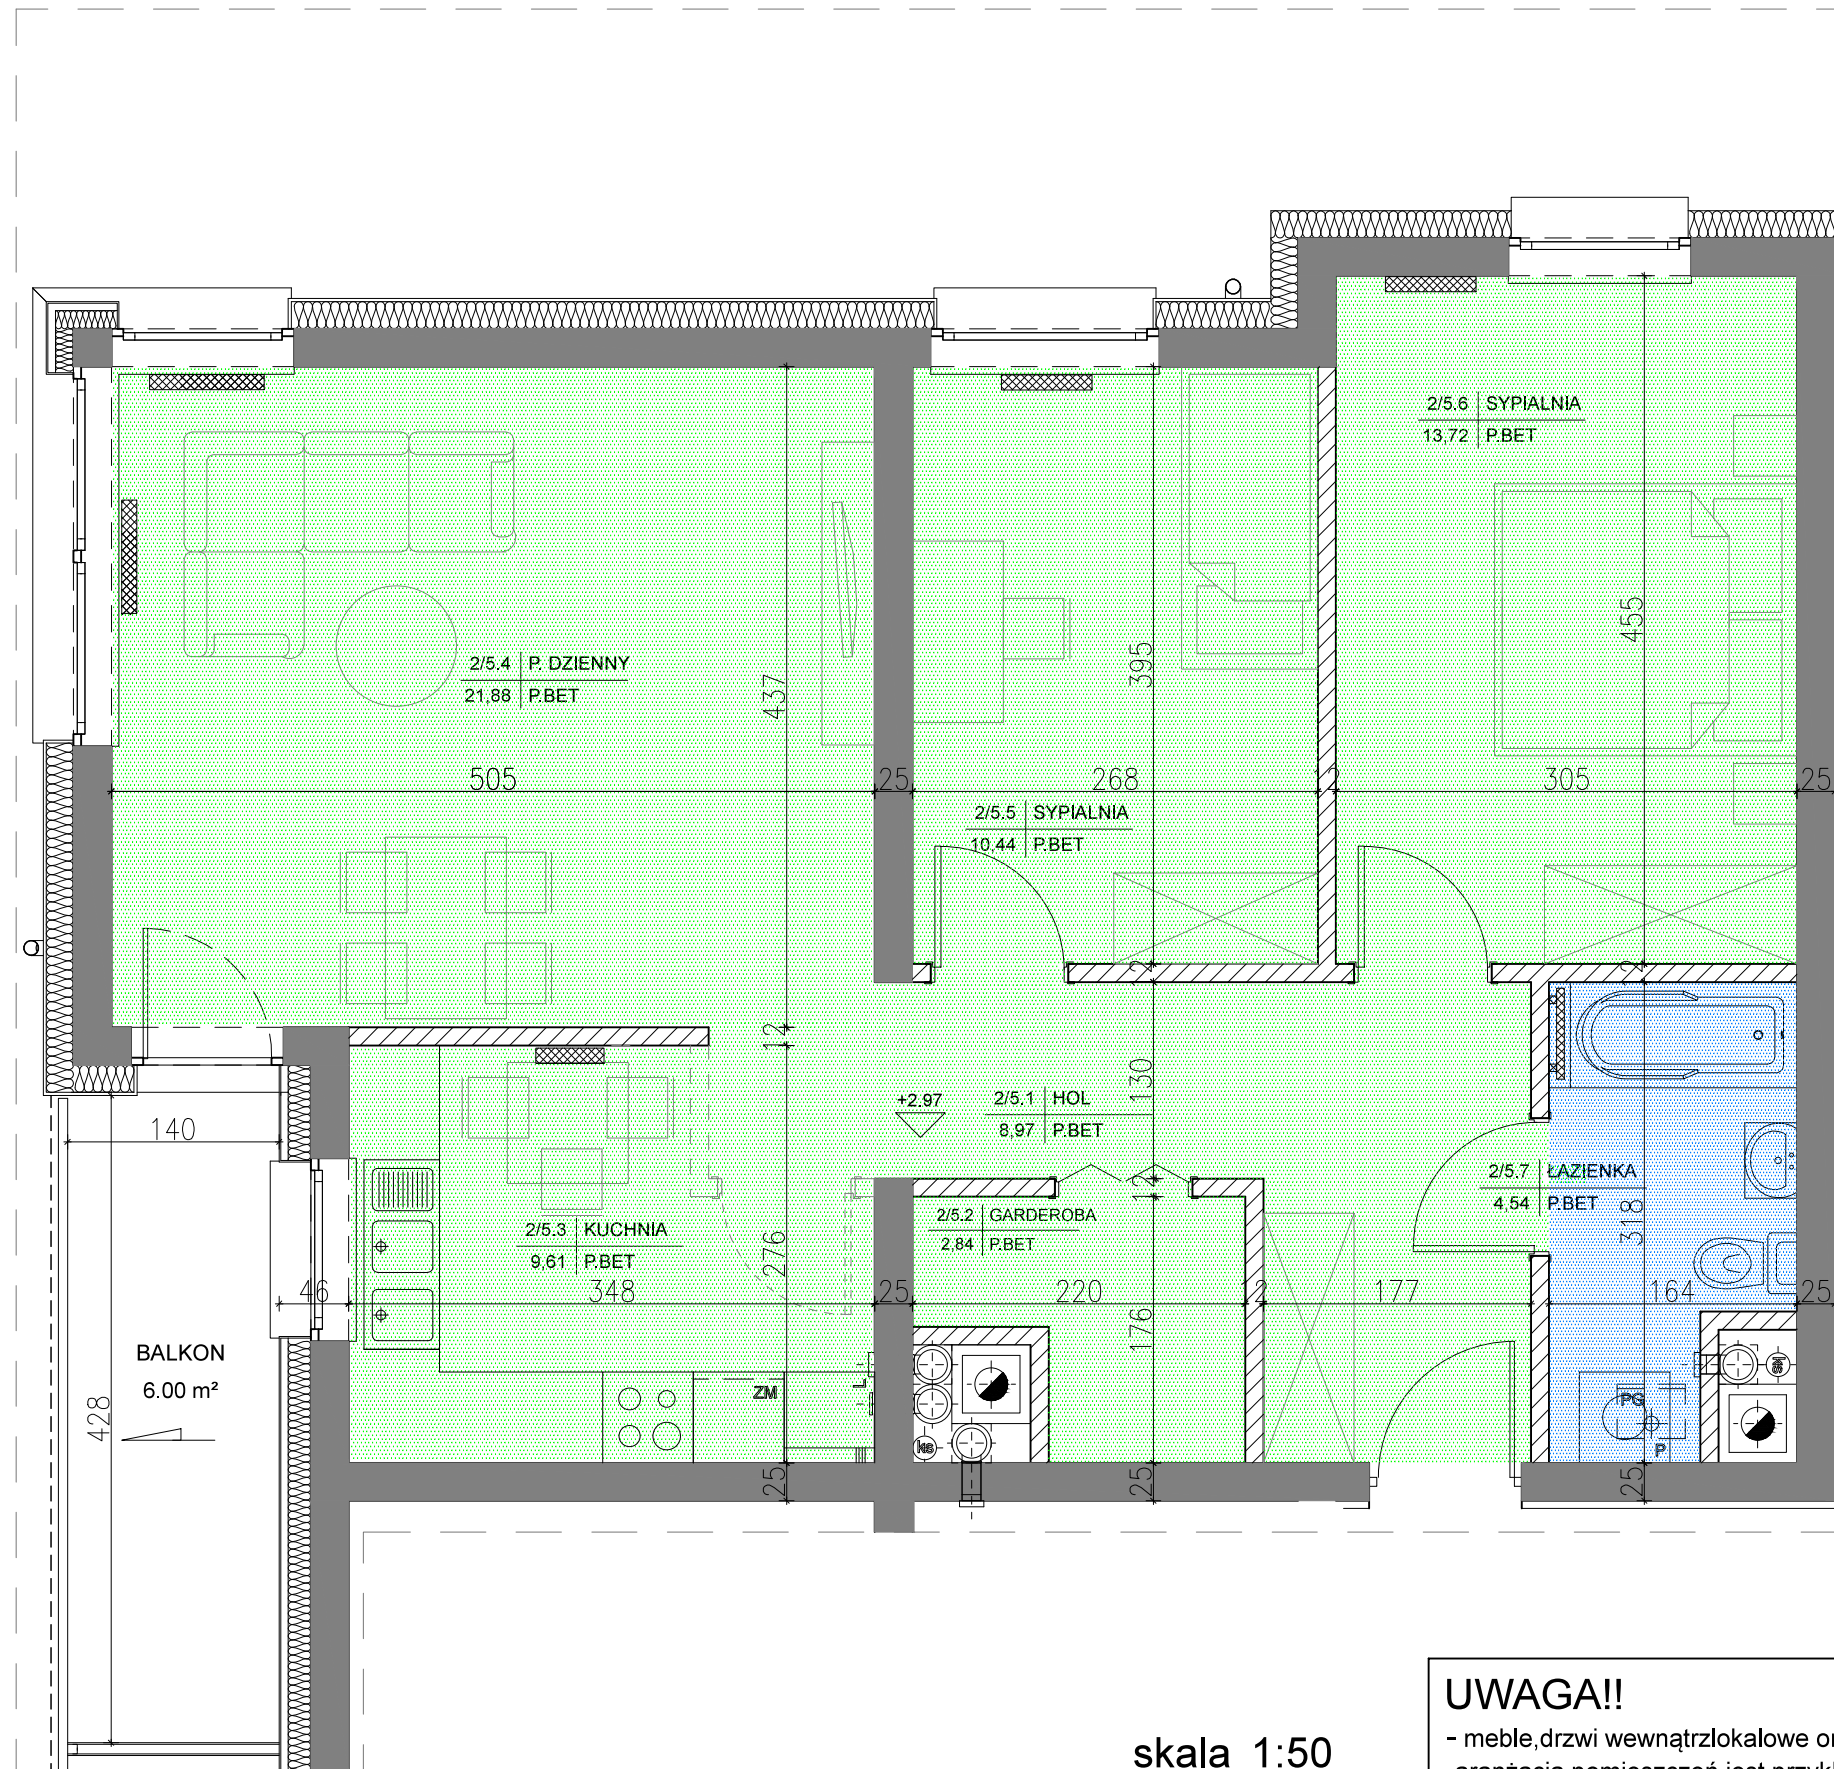 2/5.6 SYPIALNIA
13,72 P.BET
2/5.4 P. DZIENNY
21,88 P.BET
455
395
437
505
25
268
12
305
25
2/5.5 SYPIALNIA
10,44 P.BET
12
12
12
130
+2.97
2/5.1 HOL
8,97 P.BET
140
2/5.7 ŁAZIENKA
4,54 P.BET
12
2/5.2 GARDEROBA
2,84 P.BET
2/5.3 KUCHNIA
9,61 P.BET
318
276
46
348
25
220
12
177
164
25
176
BALKON
6.00 m²
428
L
ZM
ks
ks
PG
P
25
25
25
skala 1:50
UWAGA!!
- meble,drzwi wewnątrzlokalowe